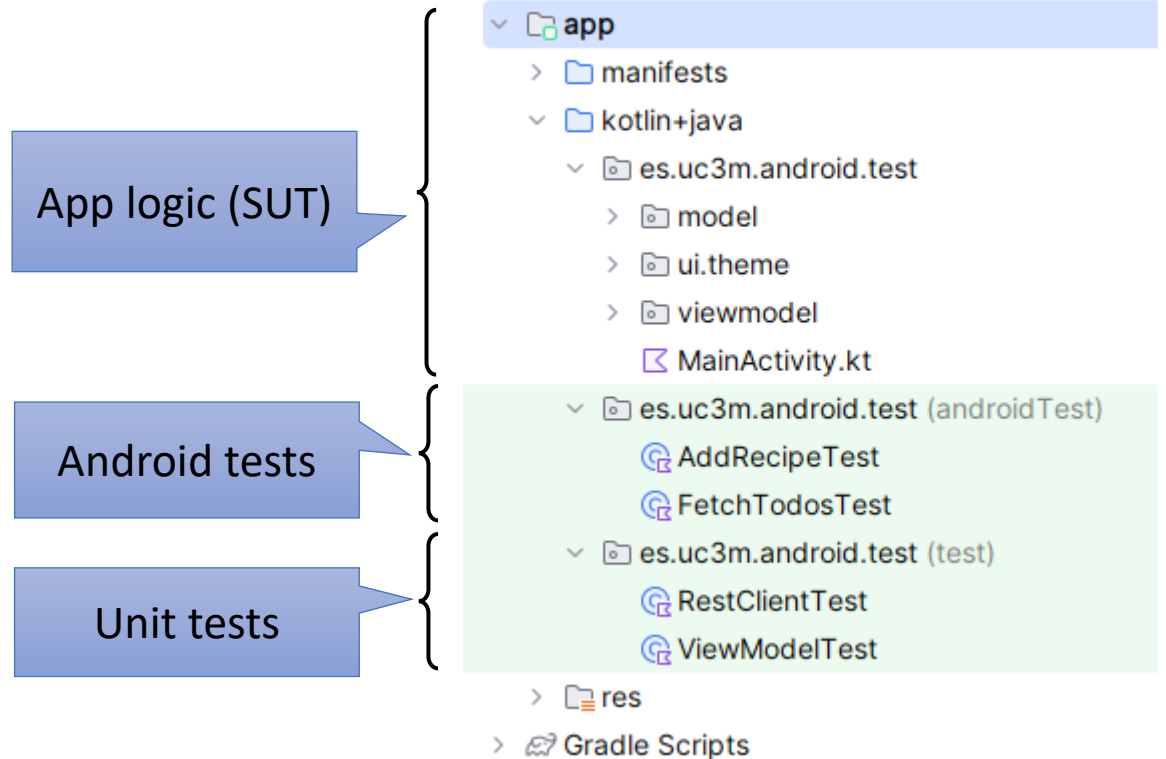 app
manifests
kotlin+java
es.uc3m.android.test
App logic (SUT)
model
ui.theme
viewmodel
MainActivity.kt
es.uc3m.android.test (androidTest)
Android tests
AddRecipeTest
FetchTodosTest
es.uc3m.android.test (test)
Unit tests
RestClientTest
ViewModelTest
res
Gradle Scripts